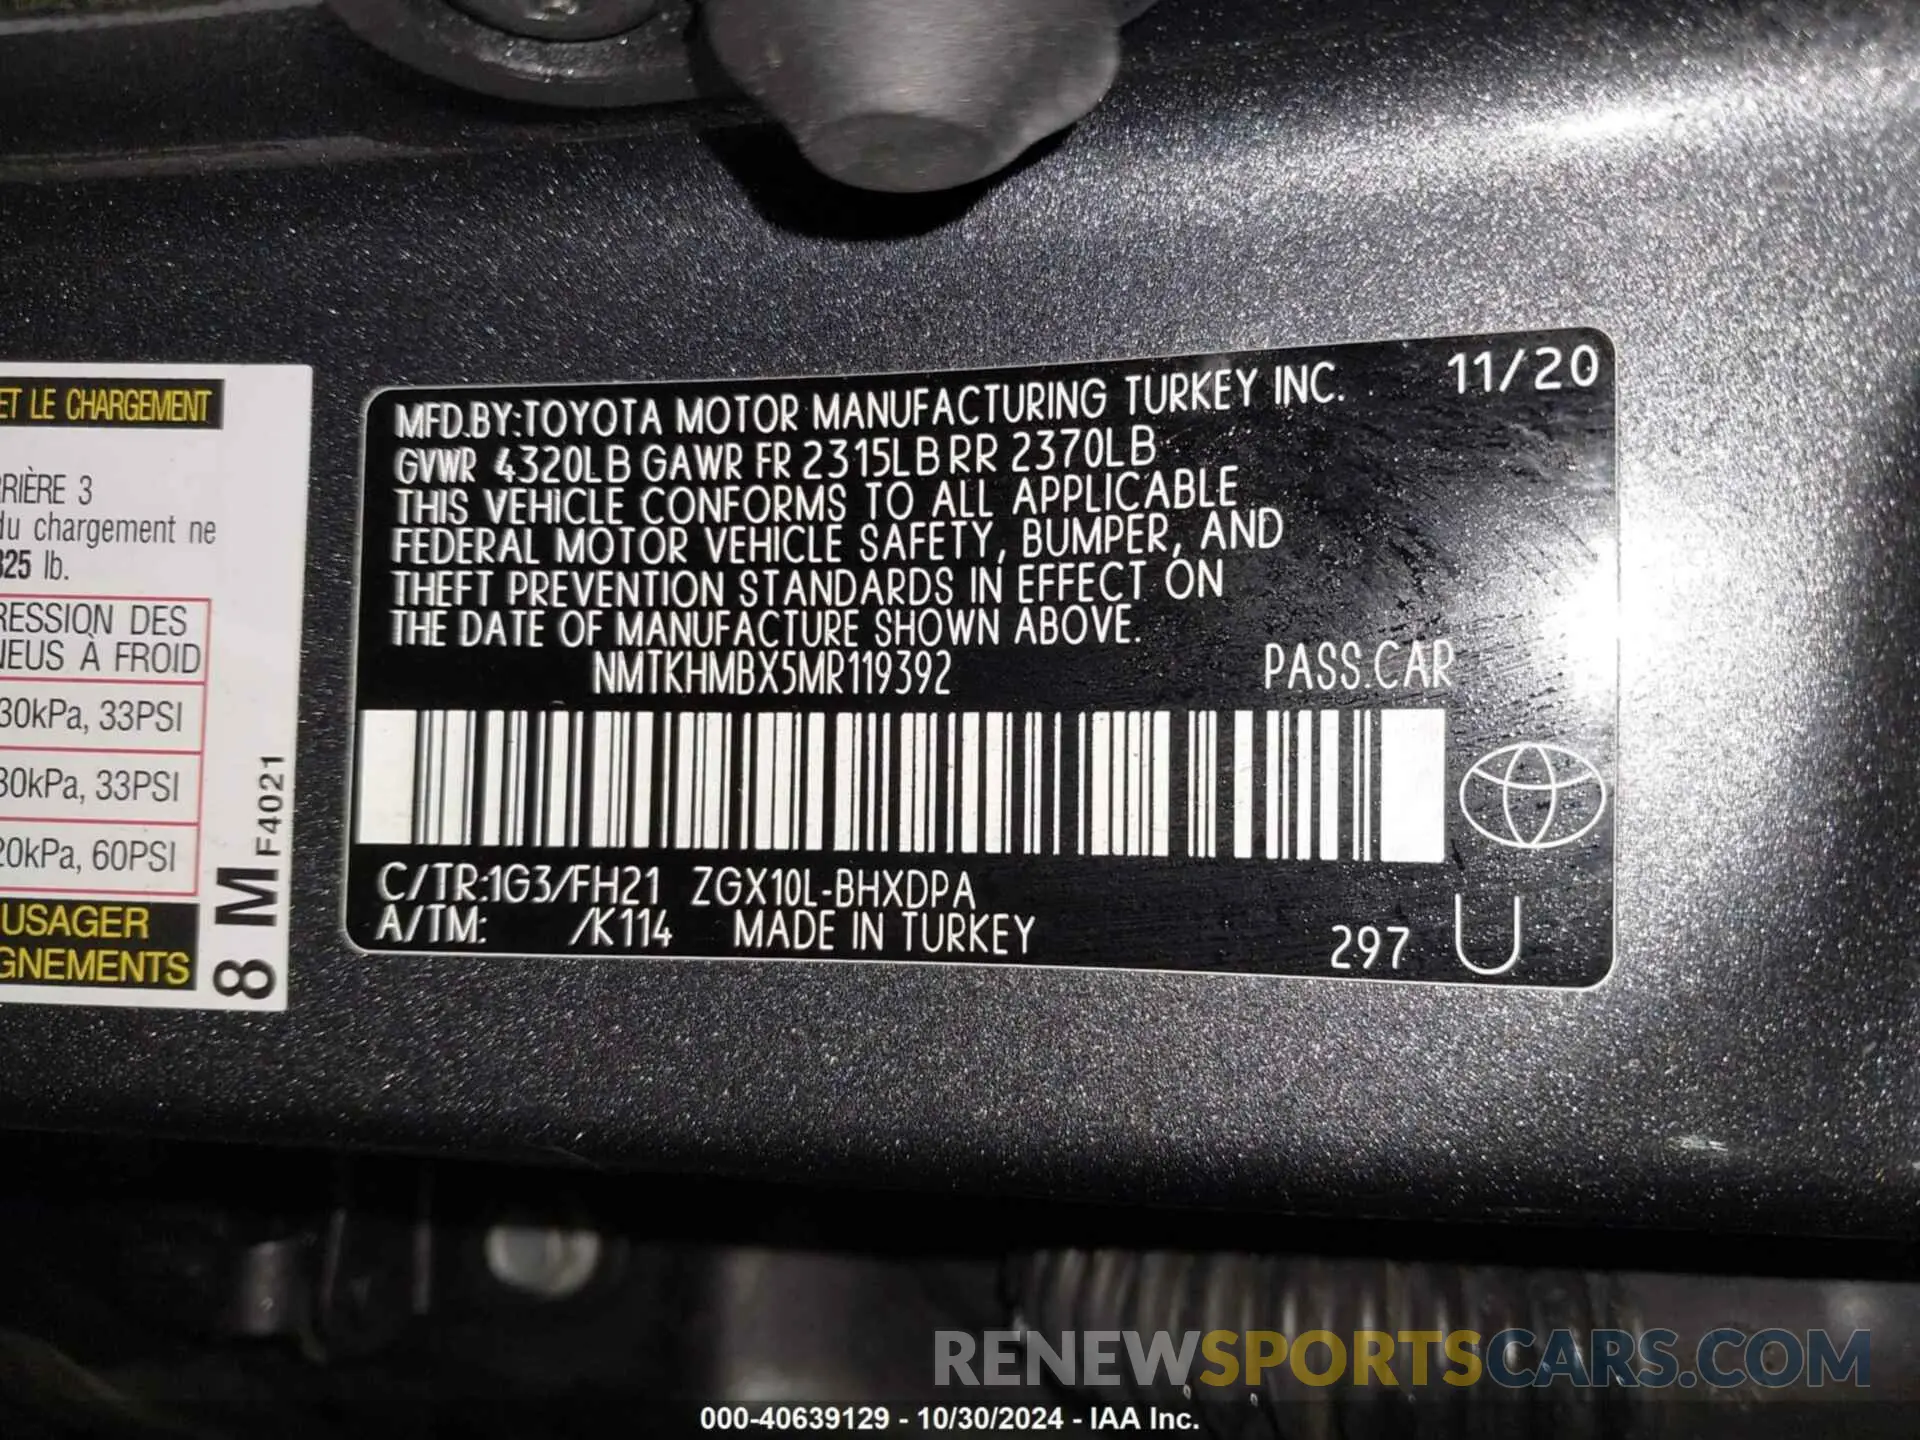 ET LE CHARGEMENT
RIÈRE 3
du chargement ne
825 lb.
RESSION DES
NEUS À FROID
30kPa, 33PSI
30kPa, 33PSI
20kPa, 60PSI
USAGER
GNEMENTS
8 M F4021
MFD.BY:TOYOTA MOTOR MANUFACTURING TURKEY INC. 11/20
GVWR 4320LB GAWR FR 2315LB RR 2370LB
THIS VEHICLE CONFORMS TO ALL APPLICABLE
FEDERAL MOTOR VEHICLE SAFETY, BUMPER, AND
THEFT PREVENTION STANDARDS IN EFFECT ON
THE DATE OF MANUFACTURE SHOWN ABOVE.
NMTKHMBX5MR119392 PASS.CAR
C/TR:1G3/FH21 ZGX10L-BHXDPA
A/TM: /K114 MADE IN TURKEY
297 U
RENEWSPORTSCARS.COM
000-40639129 - 10/30/2024 - IAA Inc.